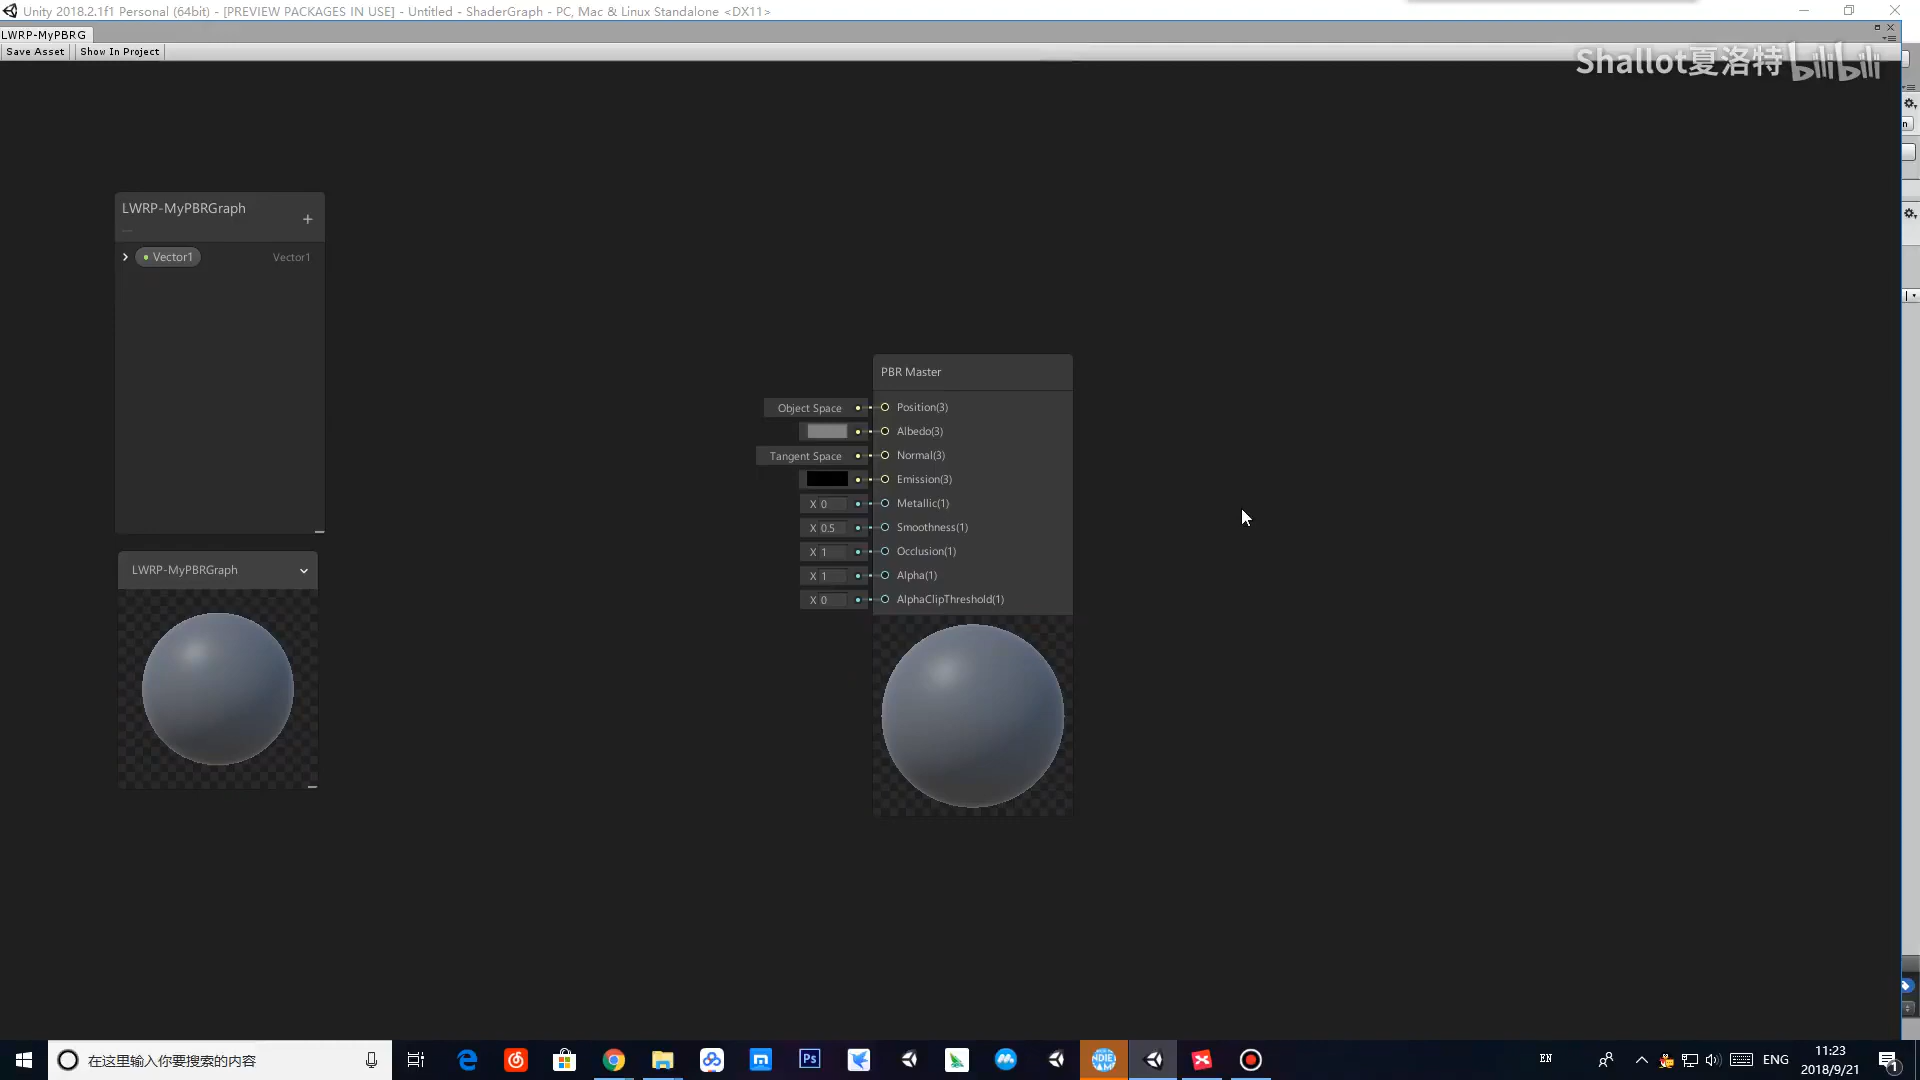 Unity 2018.2.1f1 Personal (64bit) - [PREVIEW PACKAGES IN USE] - Untitled - ShaderGraph - PC, Mac & Linux Standalone <DX11>
LWRP-MyPBRG
Save Asset Show In Project
Shallot夏洛特 bilibili
LWRP-MyPBRGraph
Vector1 Vector1
PBR Master
Object Space Position(3)
Albedo(3)
Tangent Space Normal(3)
Emission(3)
X 0 Metallic(1)
X 0.5 Smoothness(1)
X 1 Occlusion(1)
X 1 Alpha(1)
X 0 AlphaClipThreshold(1)
LWRP-MyPBRGraph
在这里输入你要搜索的内容
Ps
EN
ENG
11:23
2018/9/21
1